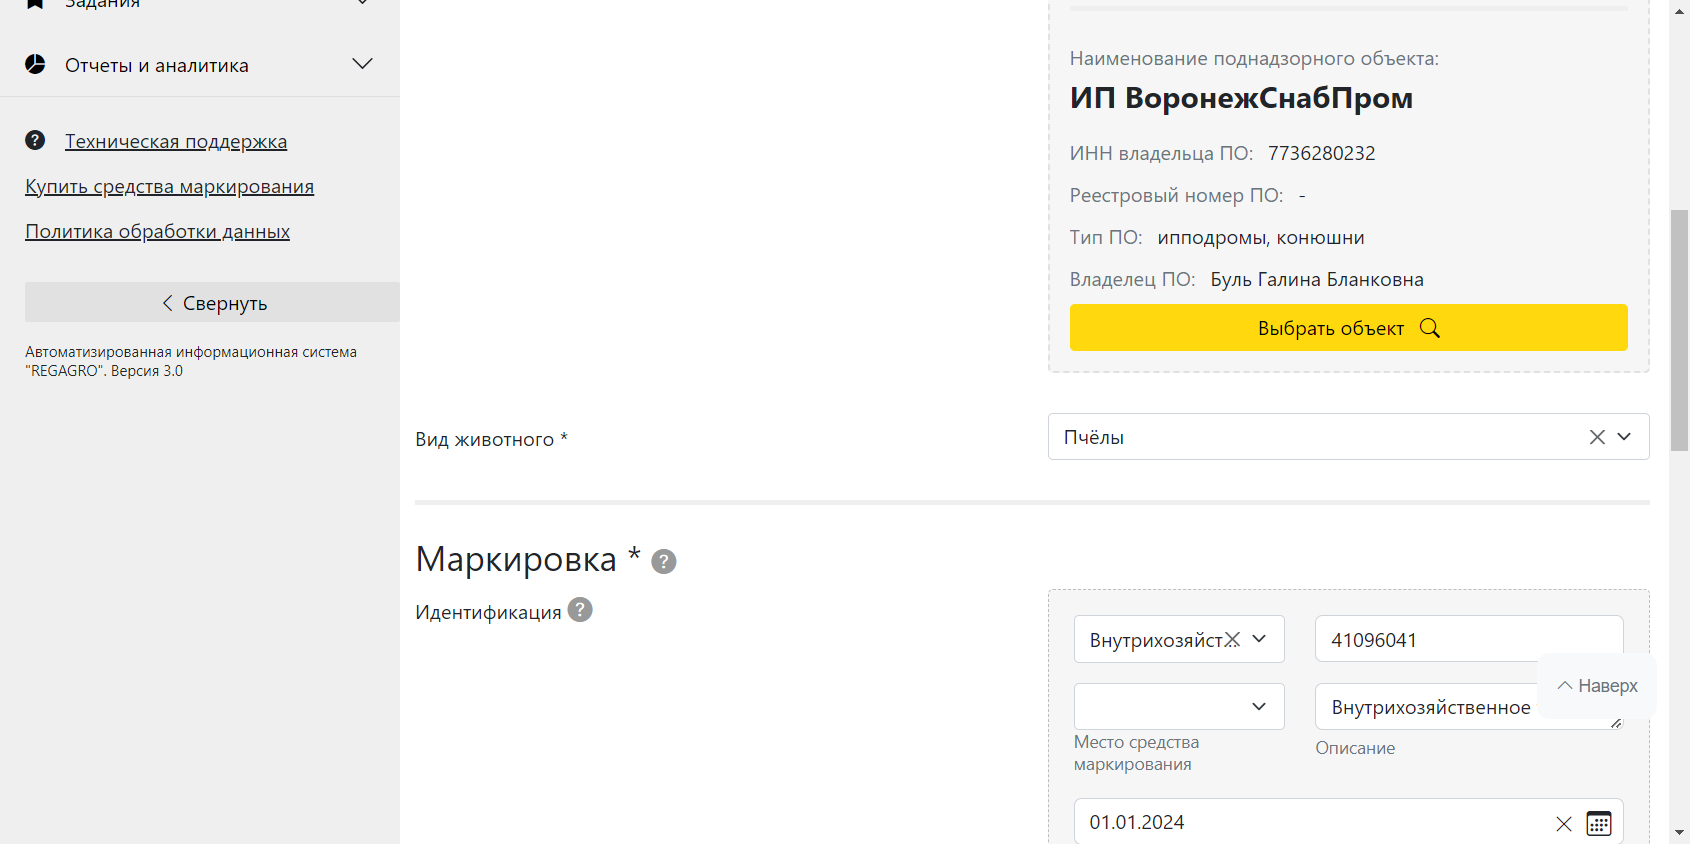 Задания
Отчеты и аналитика
Техническая поддержка
Купить средства маркирования
Политика обработки данных
Свернуть
Автоматизированная информационная система
"REGAGRO". Версия 3.0
Наименование поднадзорного объекта:
ИП ВоронежСнабПром
ИНН владельца ПО: 7736280232
Реестровый номер ПО: -
Тип ПО: ипподромы, конюшни
Владелец ПО: Буль Галина Бланковна
Выбрать объект
Вид животного *
Пчёлы
Маркировка * ?
Идентификация ?
Внутрихозяйст...
41096041
Наверх
Внутрихозяйственное
Место средства
маркирования
Описание
01.01.2024